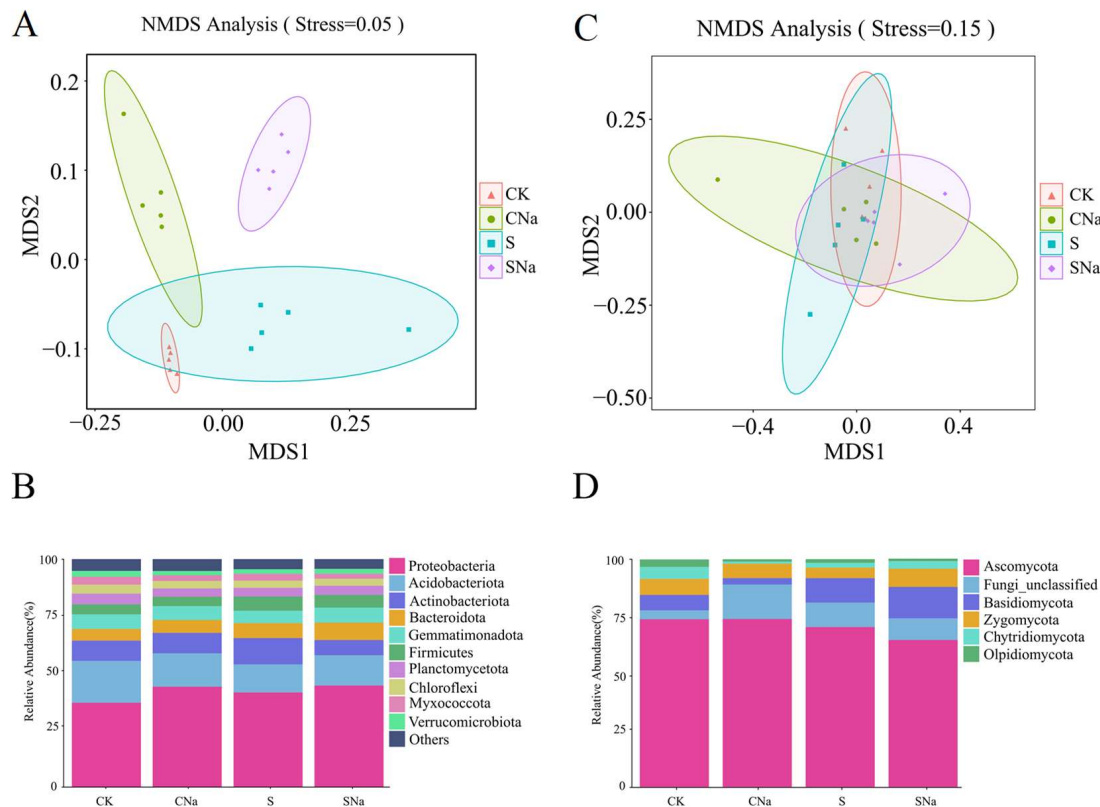 A
NMDS Analysis ( Stress=0.05 )
0.2
0.1
0.0
−0.1
MDS2
−0.25
0.00
0.25
MDS1
CK
CNa
S
SNa
C
NMDS Analysis ( Stress=0.15 )
0.25
0.00
−0.25
−0.50
MDS2
−0.4
0.0
0.4
MDS1
CK
CNa
S
SNa
B
100
75
50
25
0
Relative Abundance(%)
CK
CNa
S
SNa
Proteobacteria
Acidobacteriota
Actinobacteriota
Bacteroidota
Gemmatimonadota
Firmicutes
Planctomycetota
Chloroflexi
Myxococcota
Verrucomicrobiota
Others
D
100
75
50
25
0
Relative Abundance(%)
CK
CNa
S
SNa
Ascomycota
Fungi_unclassified
Basidiomycota
Zygomycota
Chytridiomycota
Olpidiomycota